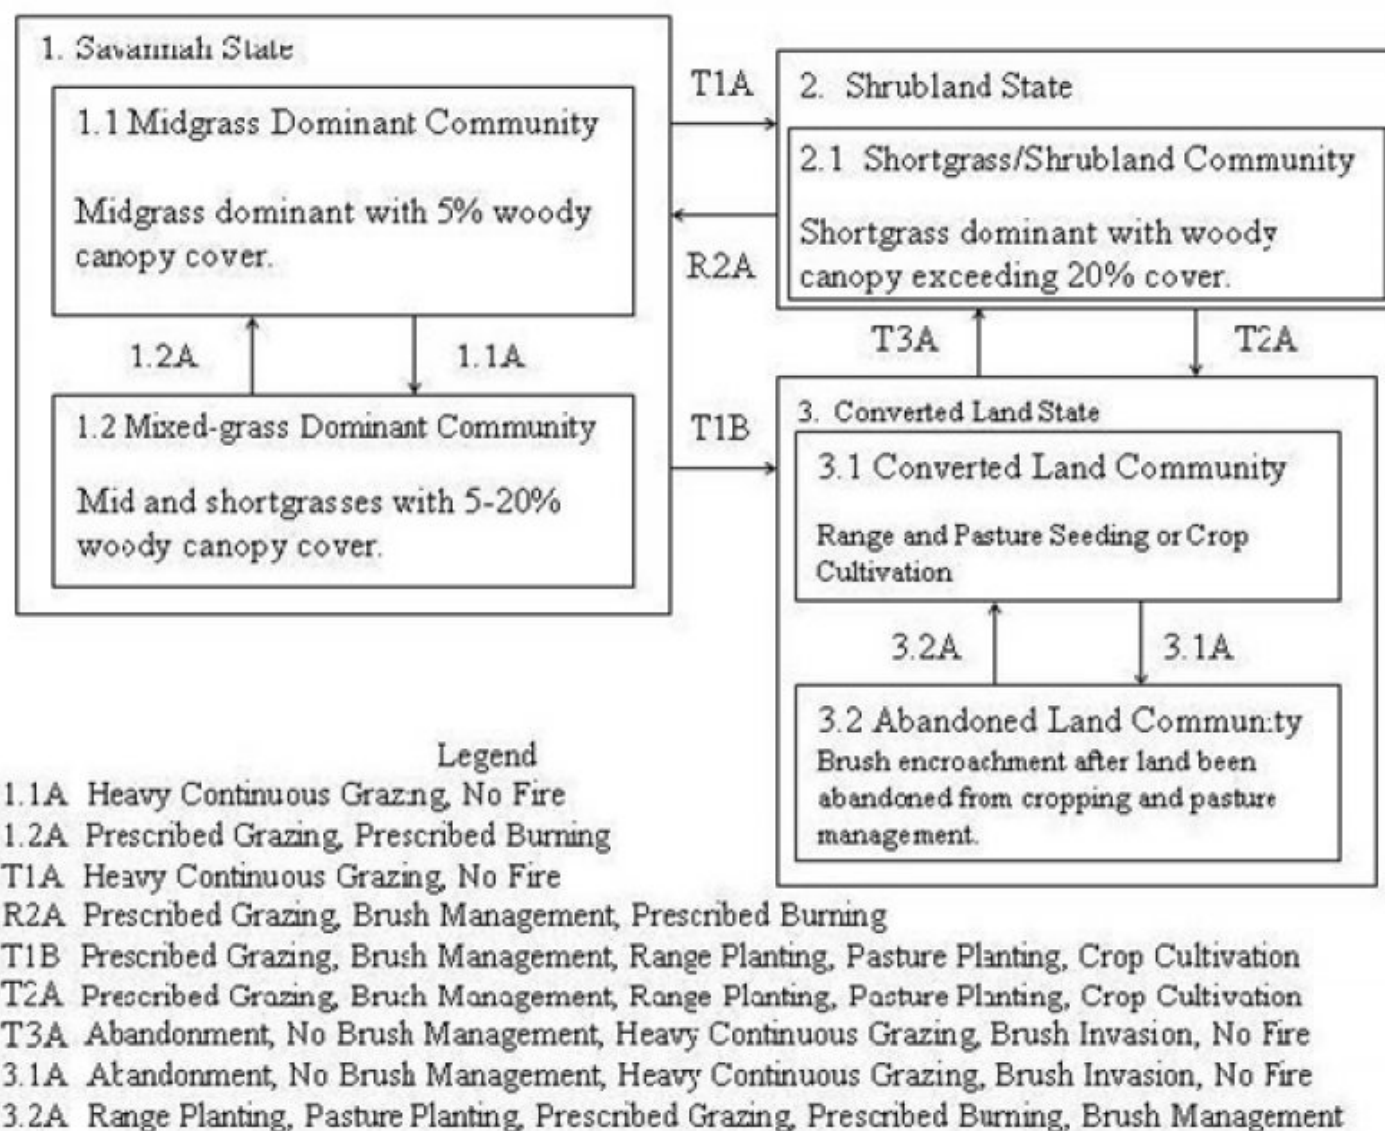 1. Savannah State
1.1 Midgrass Dominant Community
Midgrass dominant with 5% woody
canopy cover.
1.2A
1.1A
1.2 Mixed-grass Dominant Community
Mid and shortgrasses with 5-20%
woody canopy cover.
T1A
R2A
T1B
2. Shrubland State
2.1 Shortgrass/Shrubland Community
Shortgrass dominant with woody
canopy exceeding 20% cover.
T3A
T2A
3. Converted Land State
3.1 Converted Land Community
Range and Pasture Seeding or Crop
Cultivation
3.2A
3.1A
3.2 Abandoned Land Community
Brush encroachment after land been
abandoned from cropping and pasture
management.
Legend
1.1A Heavy Continuous Grazing, No Fire
1.2A Prescribed Grazing, Prescribed Burning
T1A Heavy Continuous Grazing, No Fire
R2A Prescribed Grazing, Brush Management, Prescribed Burning
T1B Prescribed Grazing, Brush Management, Range Planting, Pasture Planting, Crop Cultivation
T2A Prescribed Grazing, Brush Management, Range Planting, Pasture Planting, Crop Cultivation
T3A Abandonment, No Brush Management, Heavy Continuous Grazing, Brush Invasion, No Fire
3.1A Abandonment, No Brush Management, Heavy Continuous Grazing, Brush Invasion, No Fire
3.2A Range Planting, Pasture Planting, Prescribed Grazing, Prescribed Burning, Brush Management